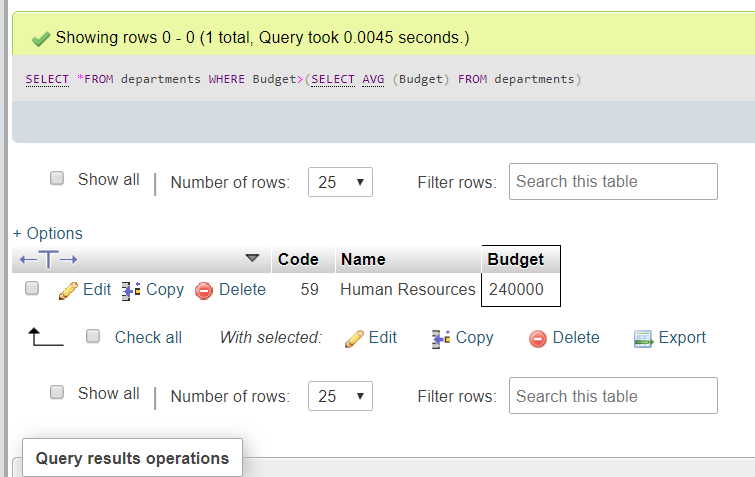 Showing rows 0 - 0 (1 total, Query took 0.0045 seconds.)
SELECT *FROM departments WHERE Budget>(SELECT AVG (Budget) FROM departments)
Show all | Number of rows: 25 Filter rows: Search this table
+ Options
Code Name Budget
Edit Copy Delete 59 Human Resources 240000
Check all With selected: Edit Copy Delete Export
Show all | Number of rows: 25 Filter rows: Search this table
Query results operations